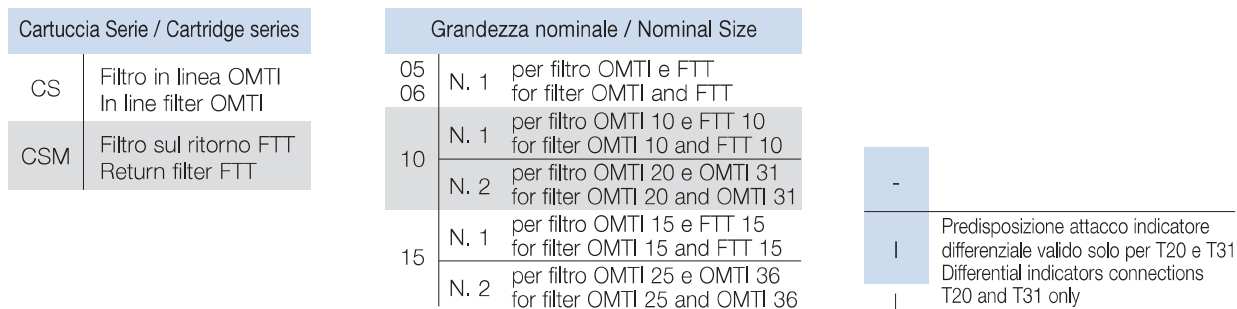 Cartuccia Serie / Cartridge series
CS
Filtro in linea OMTI
In line filter OMTI
CSM
Filtro sul ritorno FTT
Return filter FTT
Grandezza nominale / Nominal Size
05
06
N. 1
per filtro OMTI e FTT
for filter OMTI and FTT
10
N. 1
per filtro OMTI 10 e FTT 10
for filter OMTI 10 and FTT 10
N. 2
per filtro OMTI 20 e OMTI 31
for filter OMTI 20 and OMTI 31
15
N. 1
per filtro OMTI 15 e FTT 15
for filter OMTI 15 and FTT 15
N. 2
per filtro OMTI 25 e OMTI 36
for filter OMTI 25 and OMTI 36
-
I
Predisposizione attacco indicatore
differenziale valido solo per T20 e T31
Differential indicators connections
T20 and T31 only